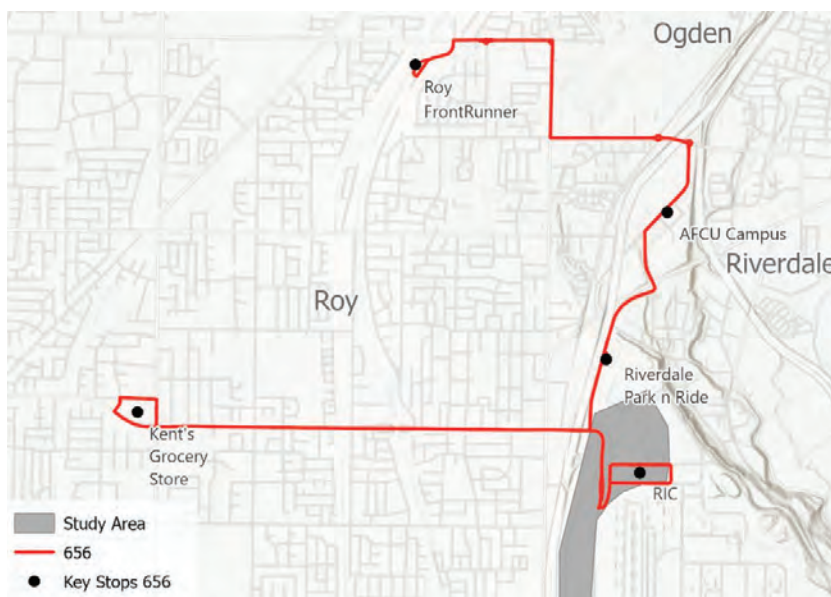 Ogden
Roy
FrontRunner
AFCU Campus
Riverdale
Roy
Riverdale
Park n Ride
Kent's
Grocery
Store
RIC
Study Area
656
Key Stops 656